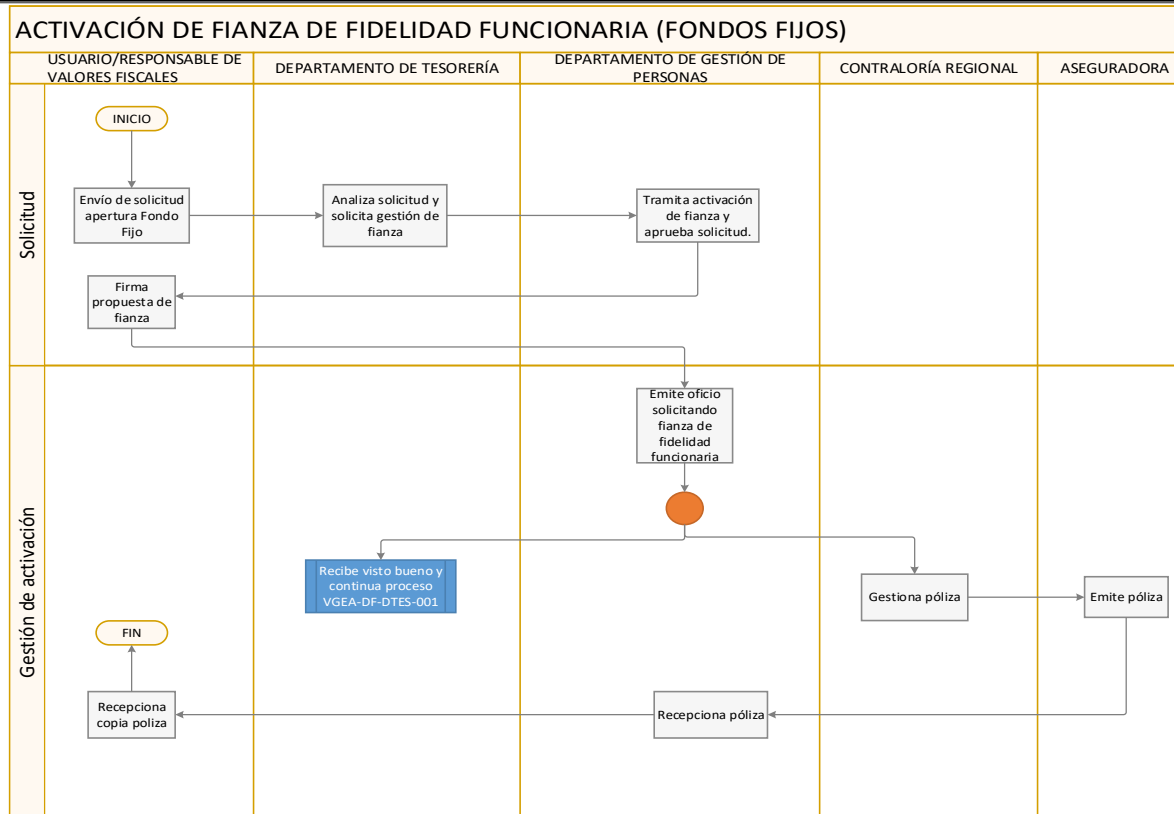 ACTIVACIÓN DE FIANZA DE FIDELIDAD FUNCIONARIA (FONDOS FIJOS)
USUARIO/RESPONSABLE DE
VALORES FISCALES
DEPARTAMENTO DE TESORERÍA
DEPARTAMENTO DE GESTIÓN DE
PERSONAS
CONTRALORÍA REGIONAL
ASEGURADORA
Solicitud
INICIO
Envío de solicitud
apertura Fondo
Fijo
Analiza solicitud y
solicita gestión de
fianza
Tramita activación
de fianza y
aprueba solicitud.
Firma
propuesta de
fianza
Gestión de activación
Emite oficio
solicitando
fianza de
fidelidad
funcionaria
Recibe visto bueno y
continua proceso
VGEA-DF-DTES-001
Gestiona póliza
Emite póliza
FIN
Recepciona
copia poliza
Recepciona póliza